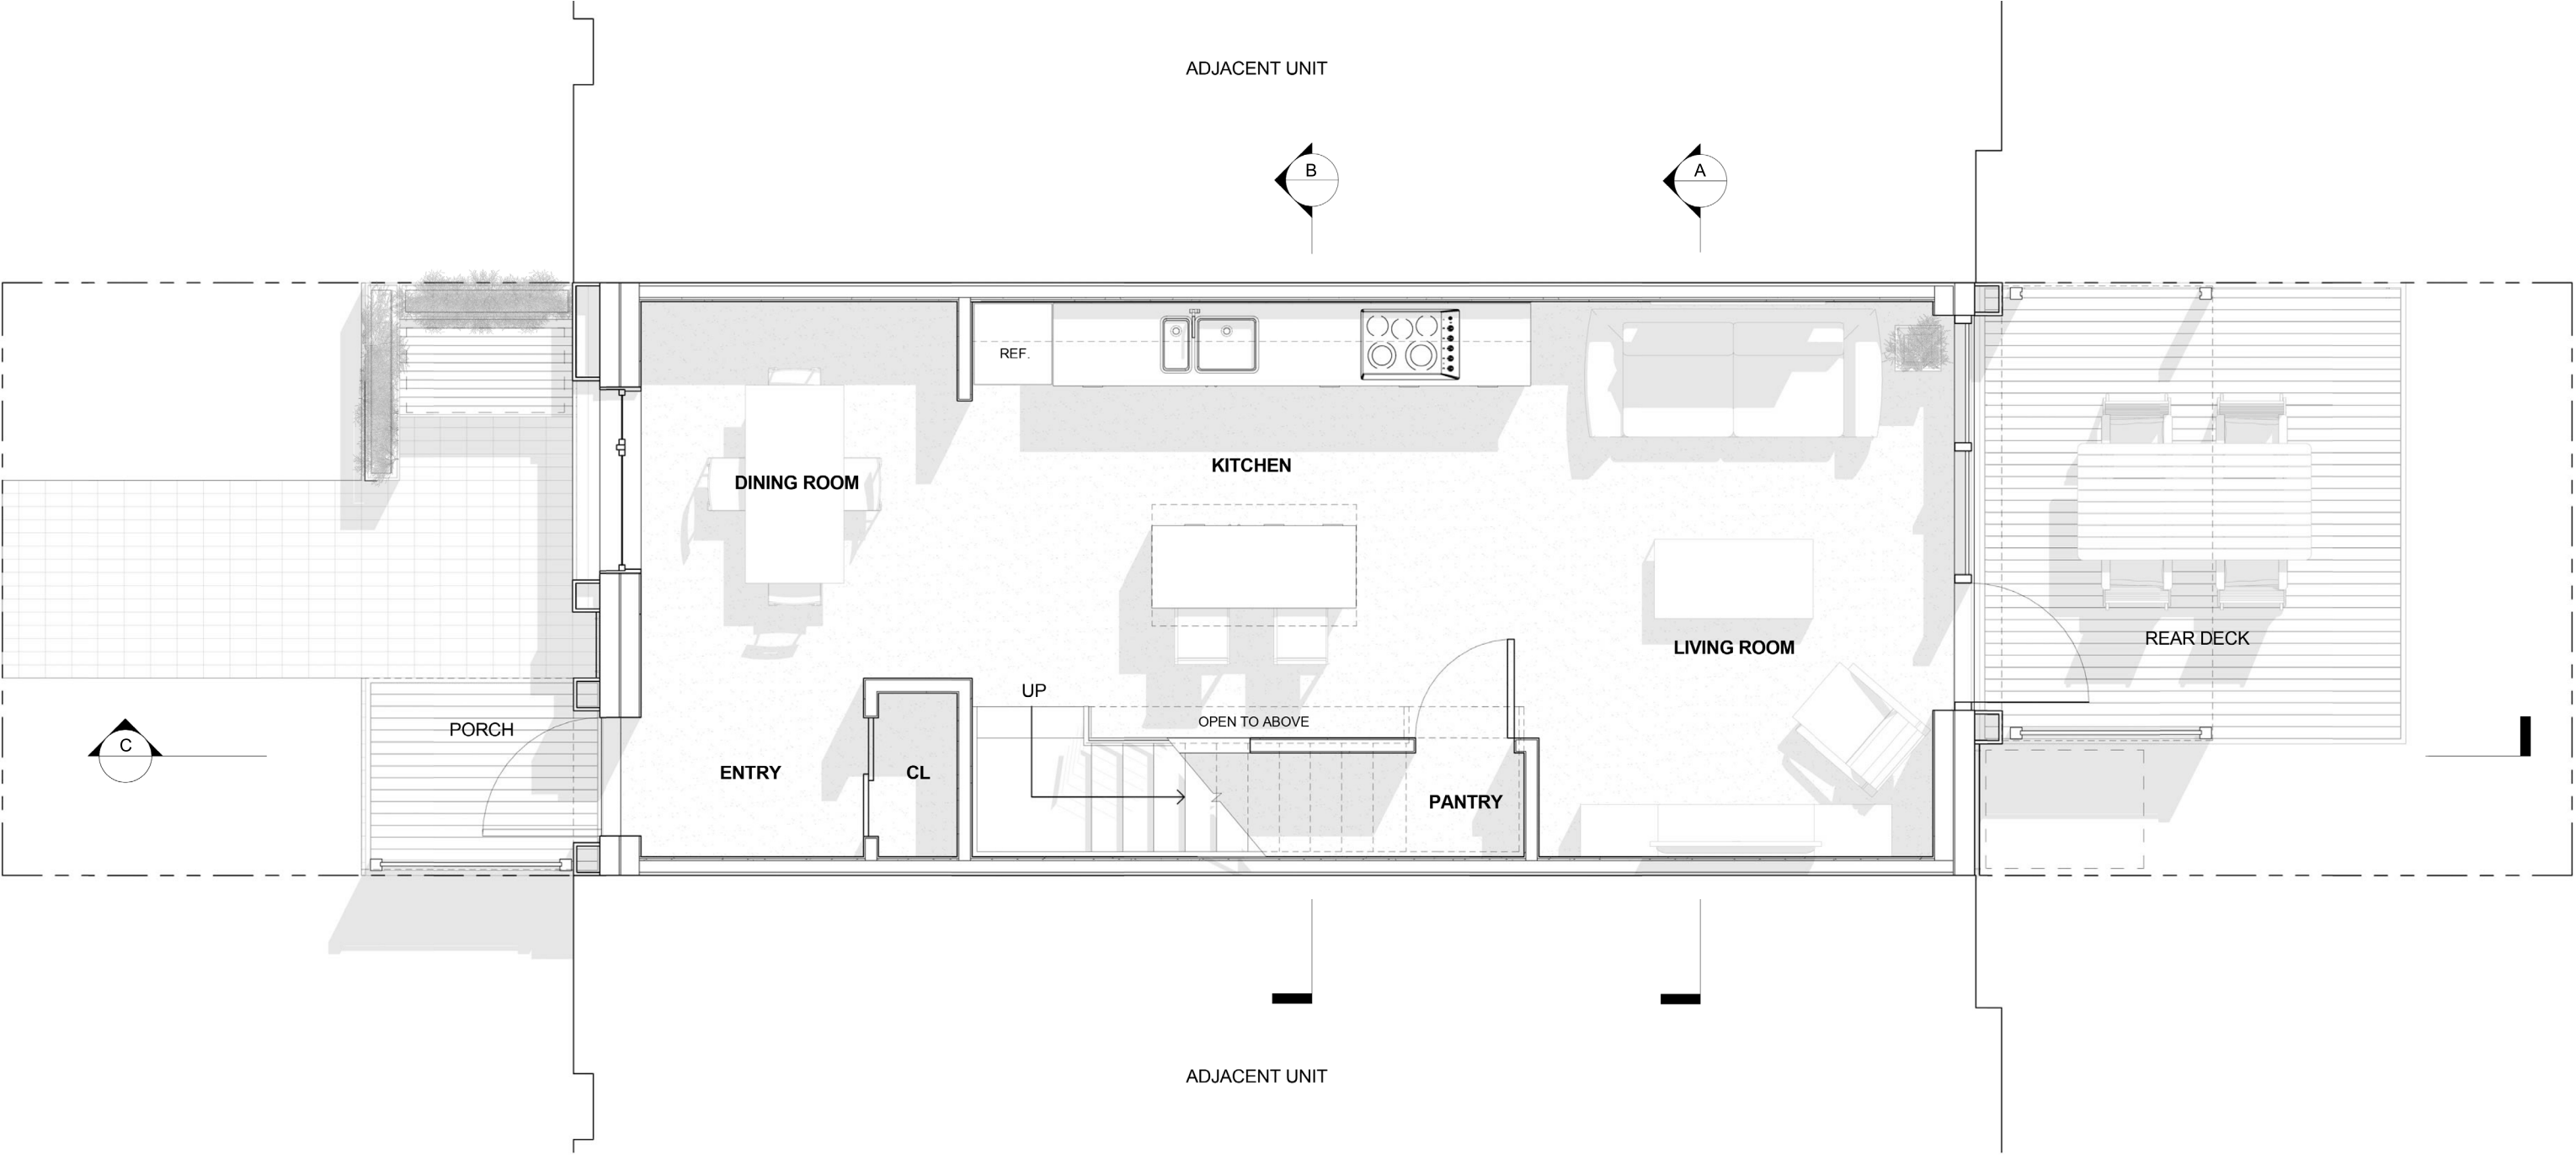 ADJACENT UNIT
B
A
REF.
KITCHEN
DINING ROOM
REAR DECK
LIVING ROOM
UP
OPEN TO ABOVE
PORCH
C
ENTRY
CL
PANTRY
ADJACENT UNIT